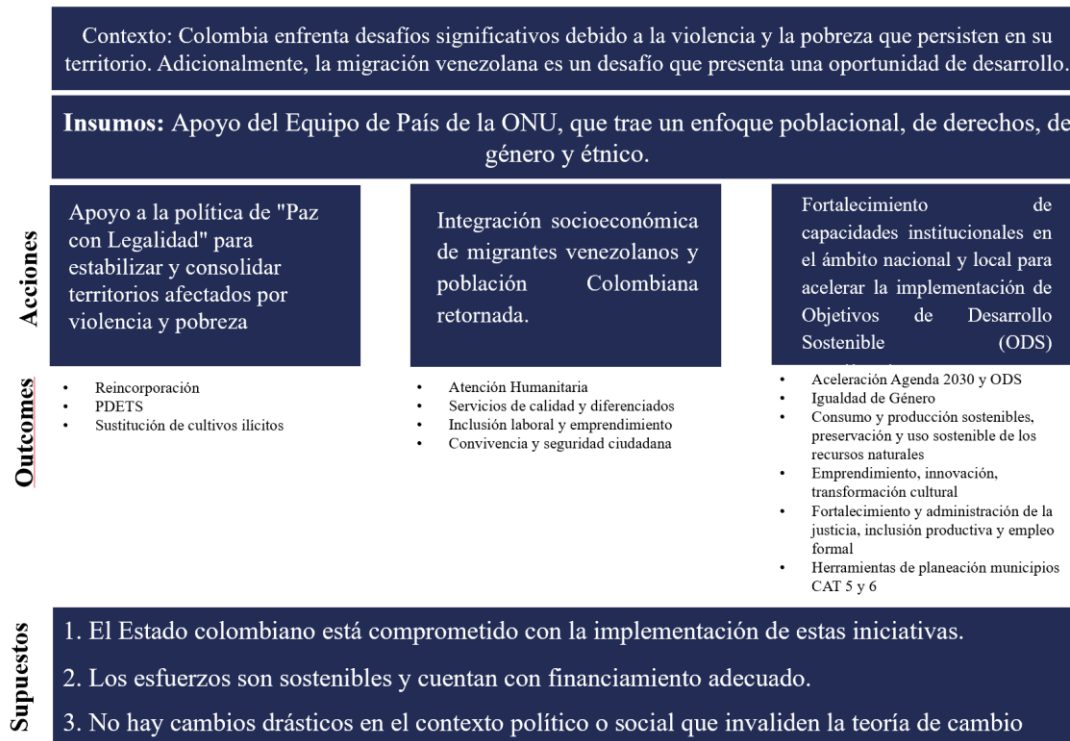 Contexto: Colombia enfrenta desafíos significativos debido a la violencia y la pobreza que persisten en su
territorio. Adicionalmente, la migración venezolana es un desafío que presenta una oportunidad de desarrollo.
Insumos: Apoyo del Equipo de País de la ONU, que trae un enfoque poblacional, de derechos, de
género y étnico.
Acciones
Apoyo a la política de "Paz
con Legalidad" para
estabilizar y consolidar
territorios afectados por
violencia y pobreza
Integración socioeconómica
de migrantes venezolanos y
población Colombiana
retornada.
Fortalecimiento de
capacidades institucionales en
el ámbito nacional y local para
acelerar la implementación de
Objetivos de Desarrollo
Sostenible (ODS)
Outcomes
• Reincorporación
• PDETS
• Sustitución de cultivos ilícitos
• Atención Humanitaria
• Servicios de calidad y diferenciados
• Inclusión laboral y emprendimiento
• Convivencia y seguridad ciudadana
• Aceleración Agenda 2030 y ODS
• Igualdad de Género
• Consumo y producción sostenibles,
preservación y uso sostenible de los
recursos naturales
• Emprendimiento, innovación,
transformación cultural
• Fortalecimiento y administración de la
justicia, inclusión productiva y empleo
formal
• Herramientas de planeación municipios
CAT 5 y 6
Supuestos
1. El Estado colombiano está comprometido con la implementación de estas iniciativas.
2. Los esfuerzos son sostenibles y cuentan con financiamiento adecuado.
3. No hay cambios drásticos en el contexto político o social que invaliden la teoría de cambio